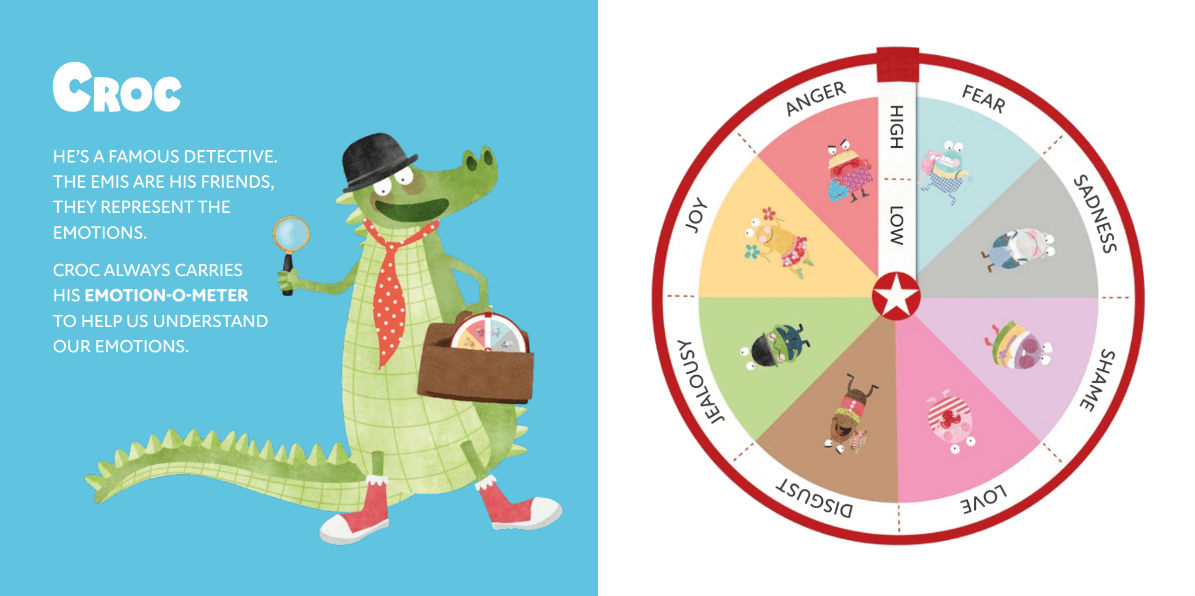 CROC
HE'S A FAMOUS DETECTIVE.
THE EMIS ARE HIS FRIENDS,
THEY REPRESENT THE
EMOTIONS.
CROC ALWAYS CARRIES
HIS EMOTION-O-METER
TO HELP US UNDERSTAND
OUR EMOTIONS.
ANGER
FEAR
SADNESS
SHAME
LOVE
DISGUST
JEALOUSY
JOY
HIGH
LOW